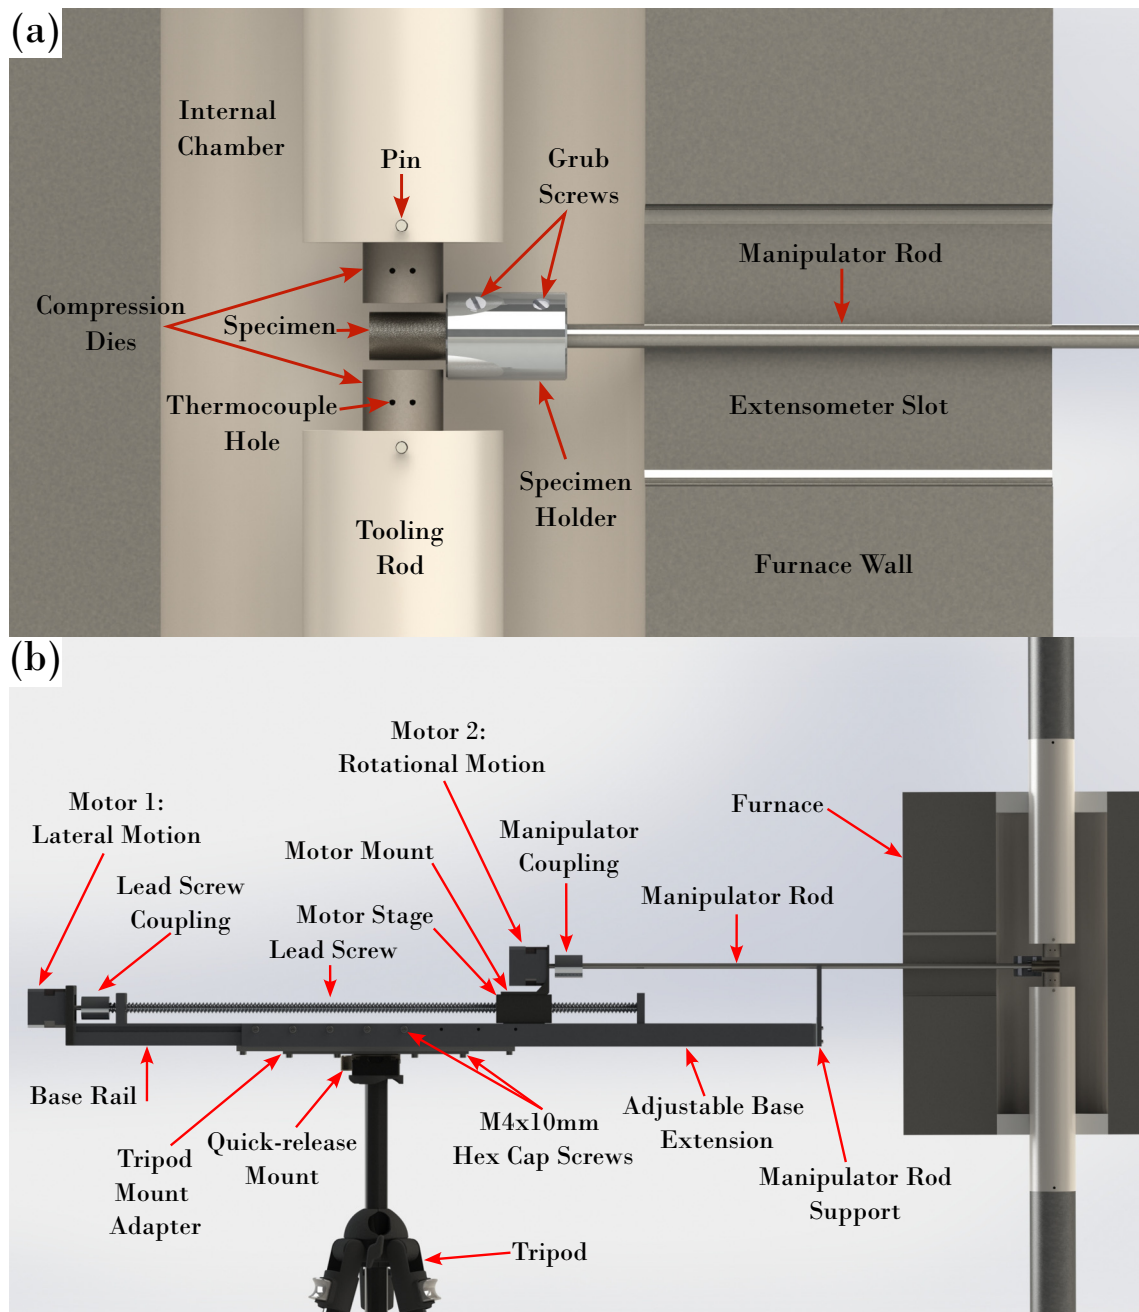 (a)
Internal
Chamber
Pin
Grub
Screws
Manipulator Rod
Compression
Dies
Specimen
Thermocouple
Hole
Extensometer Slot
Specimen
Holder
Tooling
Rod
Furnace Wall
(b)
Motor 2:
Rotational Motion
Motor 1:
Lateral Motion
Furnace
Manipulator
Coupling
Motor Mount
Lead Screw
Coupling
Manipulator Rod
Motor Stage
Lead Screw
Base Rail
Adjustable Base
Extension
M4x10mm
Hex Cap Screws
Quick-release
Mount
Tripod
Mount
Adapter
Manipulator Rod
Support
Tripod